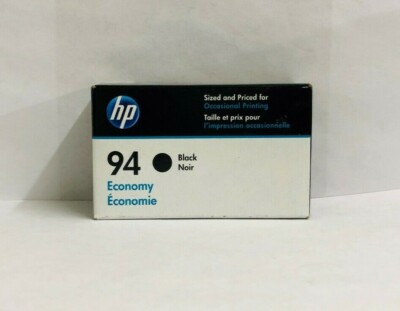 hp
Sized and Priced for
Occasional Printing
Taille et prix pour
l'impression occasionnelle
94
Black
Noir
Economy
Économie